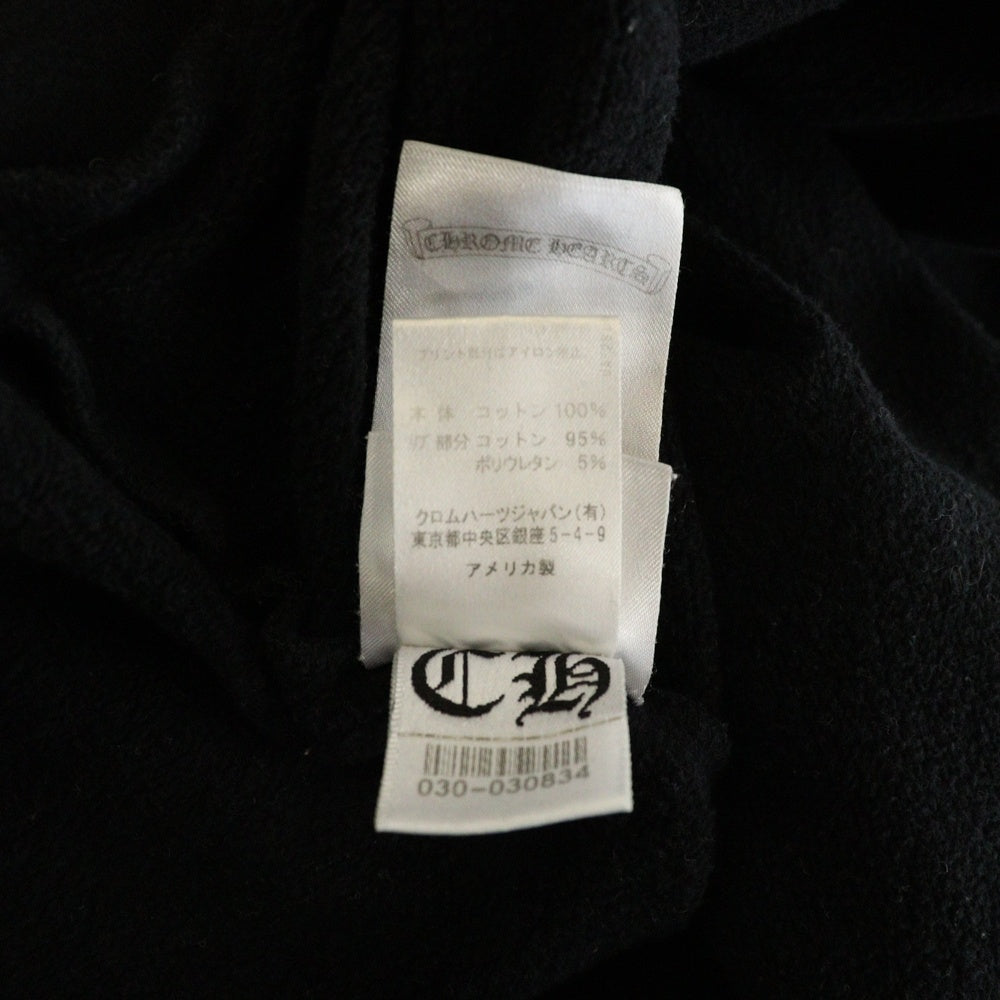 CHROME HEARTS
プリント部分はアイロン禁止
本 体 コットン 100%
リブ 部分 コットン 95%
ポリウレタン 5%
クロムハーツジャパン(有)
東京都中央区銀座5-4-9
アメリカ製
CH
030-030834